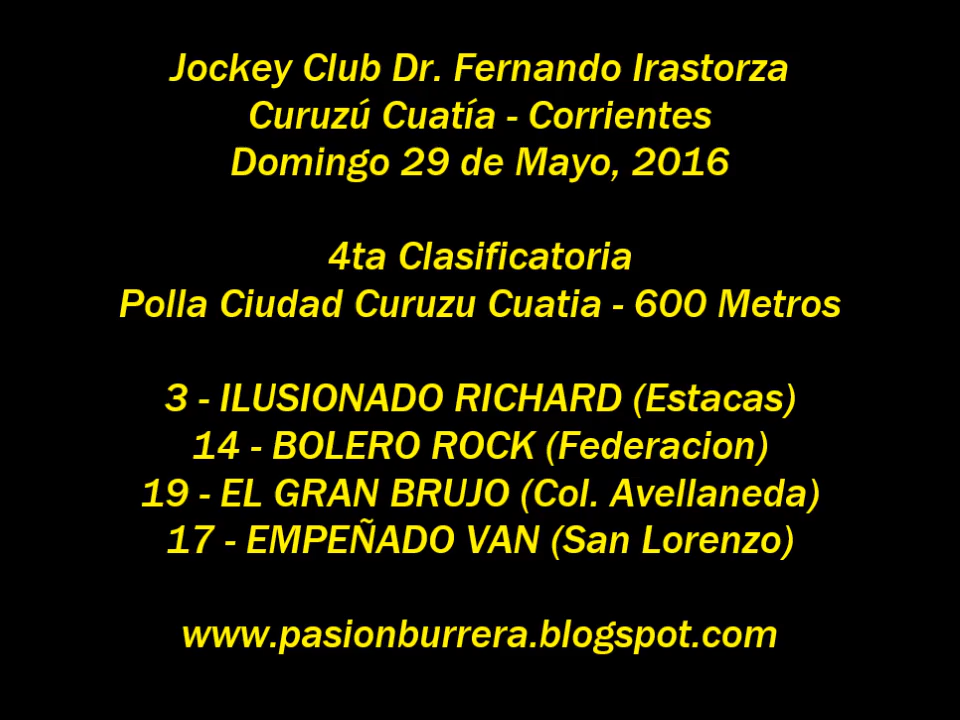 Jockey Club Dr. Fernando Irastorza
Curuzú Cuatía - Corrientes
Domingo 29 de Mayo, 2016
4ta Clasificatoria
Polla Ciudad Curuzu Cuatia - 600 Metros
3 - ILUSIONADO RICHARD (Estacas)
14 - BOLERO ROCK (Federacion)
19 - EL GRAN BRUJO (Col. Avellaneda)
17 - EMPEÑADO VAN (San Lorenzo)
www.pasionburrera.blogspot.com